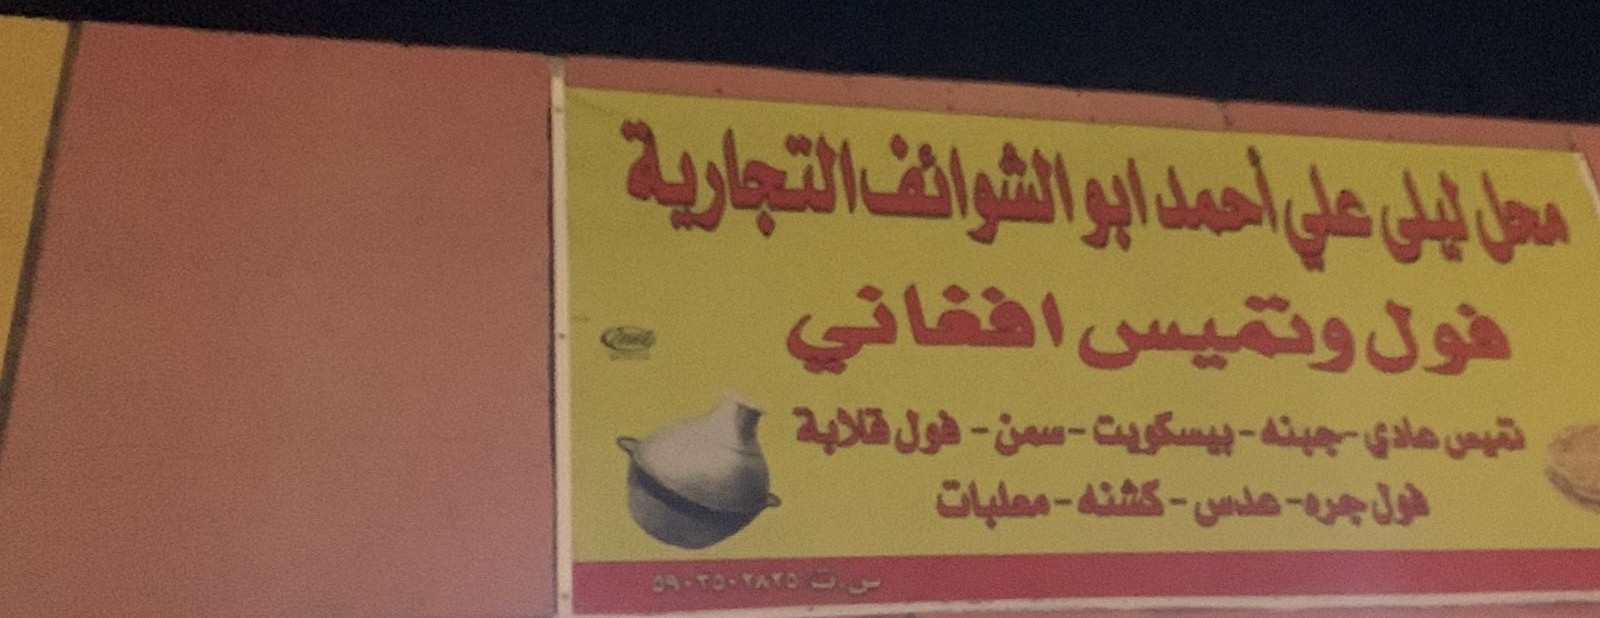 محل ليلى علي أحمد ابو الشوائف التجارية
فول وتميس افغاني
تميس عادي - جبنه - بيسكويت - سمن - فول قلابة
فول جره - عدس - كشنه - معلبات
س.ت ٥٩٠٣٥٠٢٨٢٥